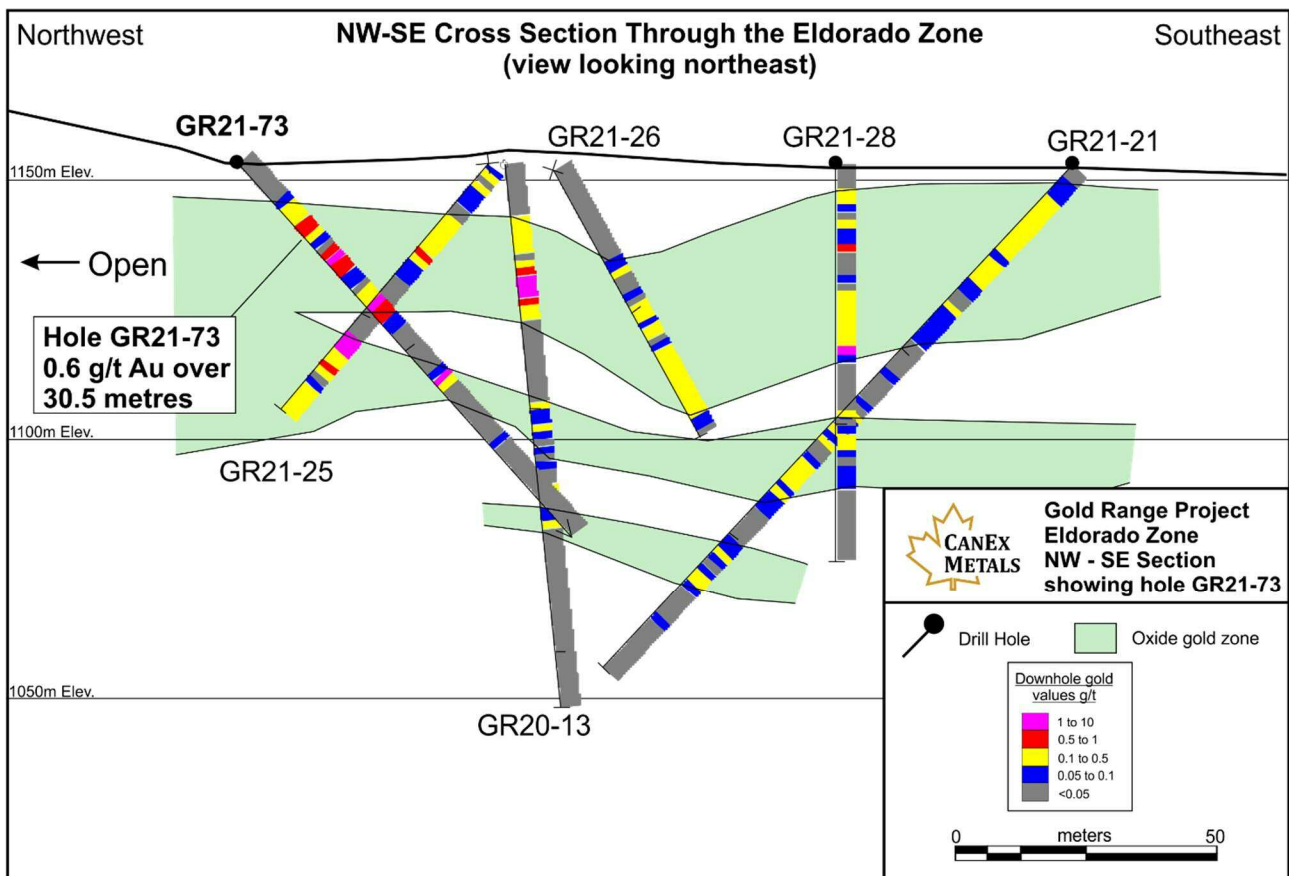 Northwest
NW-SE Cross Section Through the Eldorado Zone
(view looking northeast)
Southeast
GR21-73
GR21-26
GR21-28
GR21-21
1150m Elev.
Open
Hole GR21-73
0.6 g/t Au over
30.5 metres
1100m Elev.
GR21-25
1050m Elev.
GR20-13
CANEX
METALS
Gold Range Project
Eldorado Zone
NW - SE Section
showing hole GR21-73
Drill Hole
Oxide gold zone
Downhole gold
values g/t
1 to 10
0.5 to 1
0.1 to 0.5
0.05 to 0.1
<0.05
0
meters
50